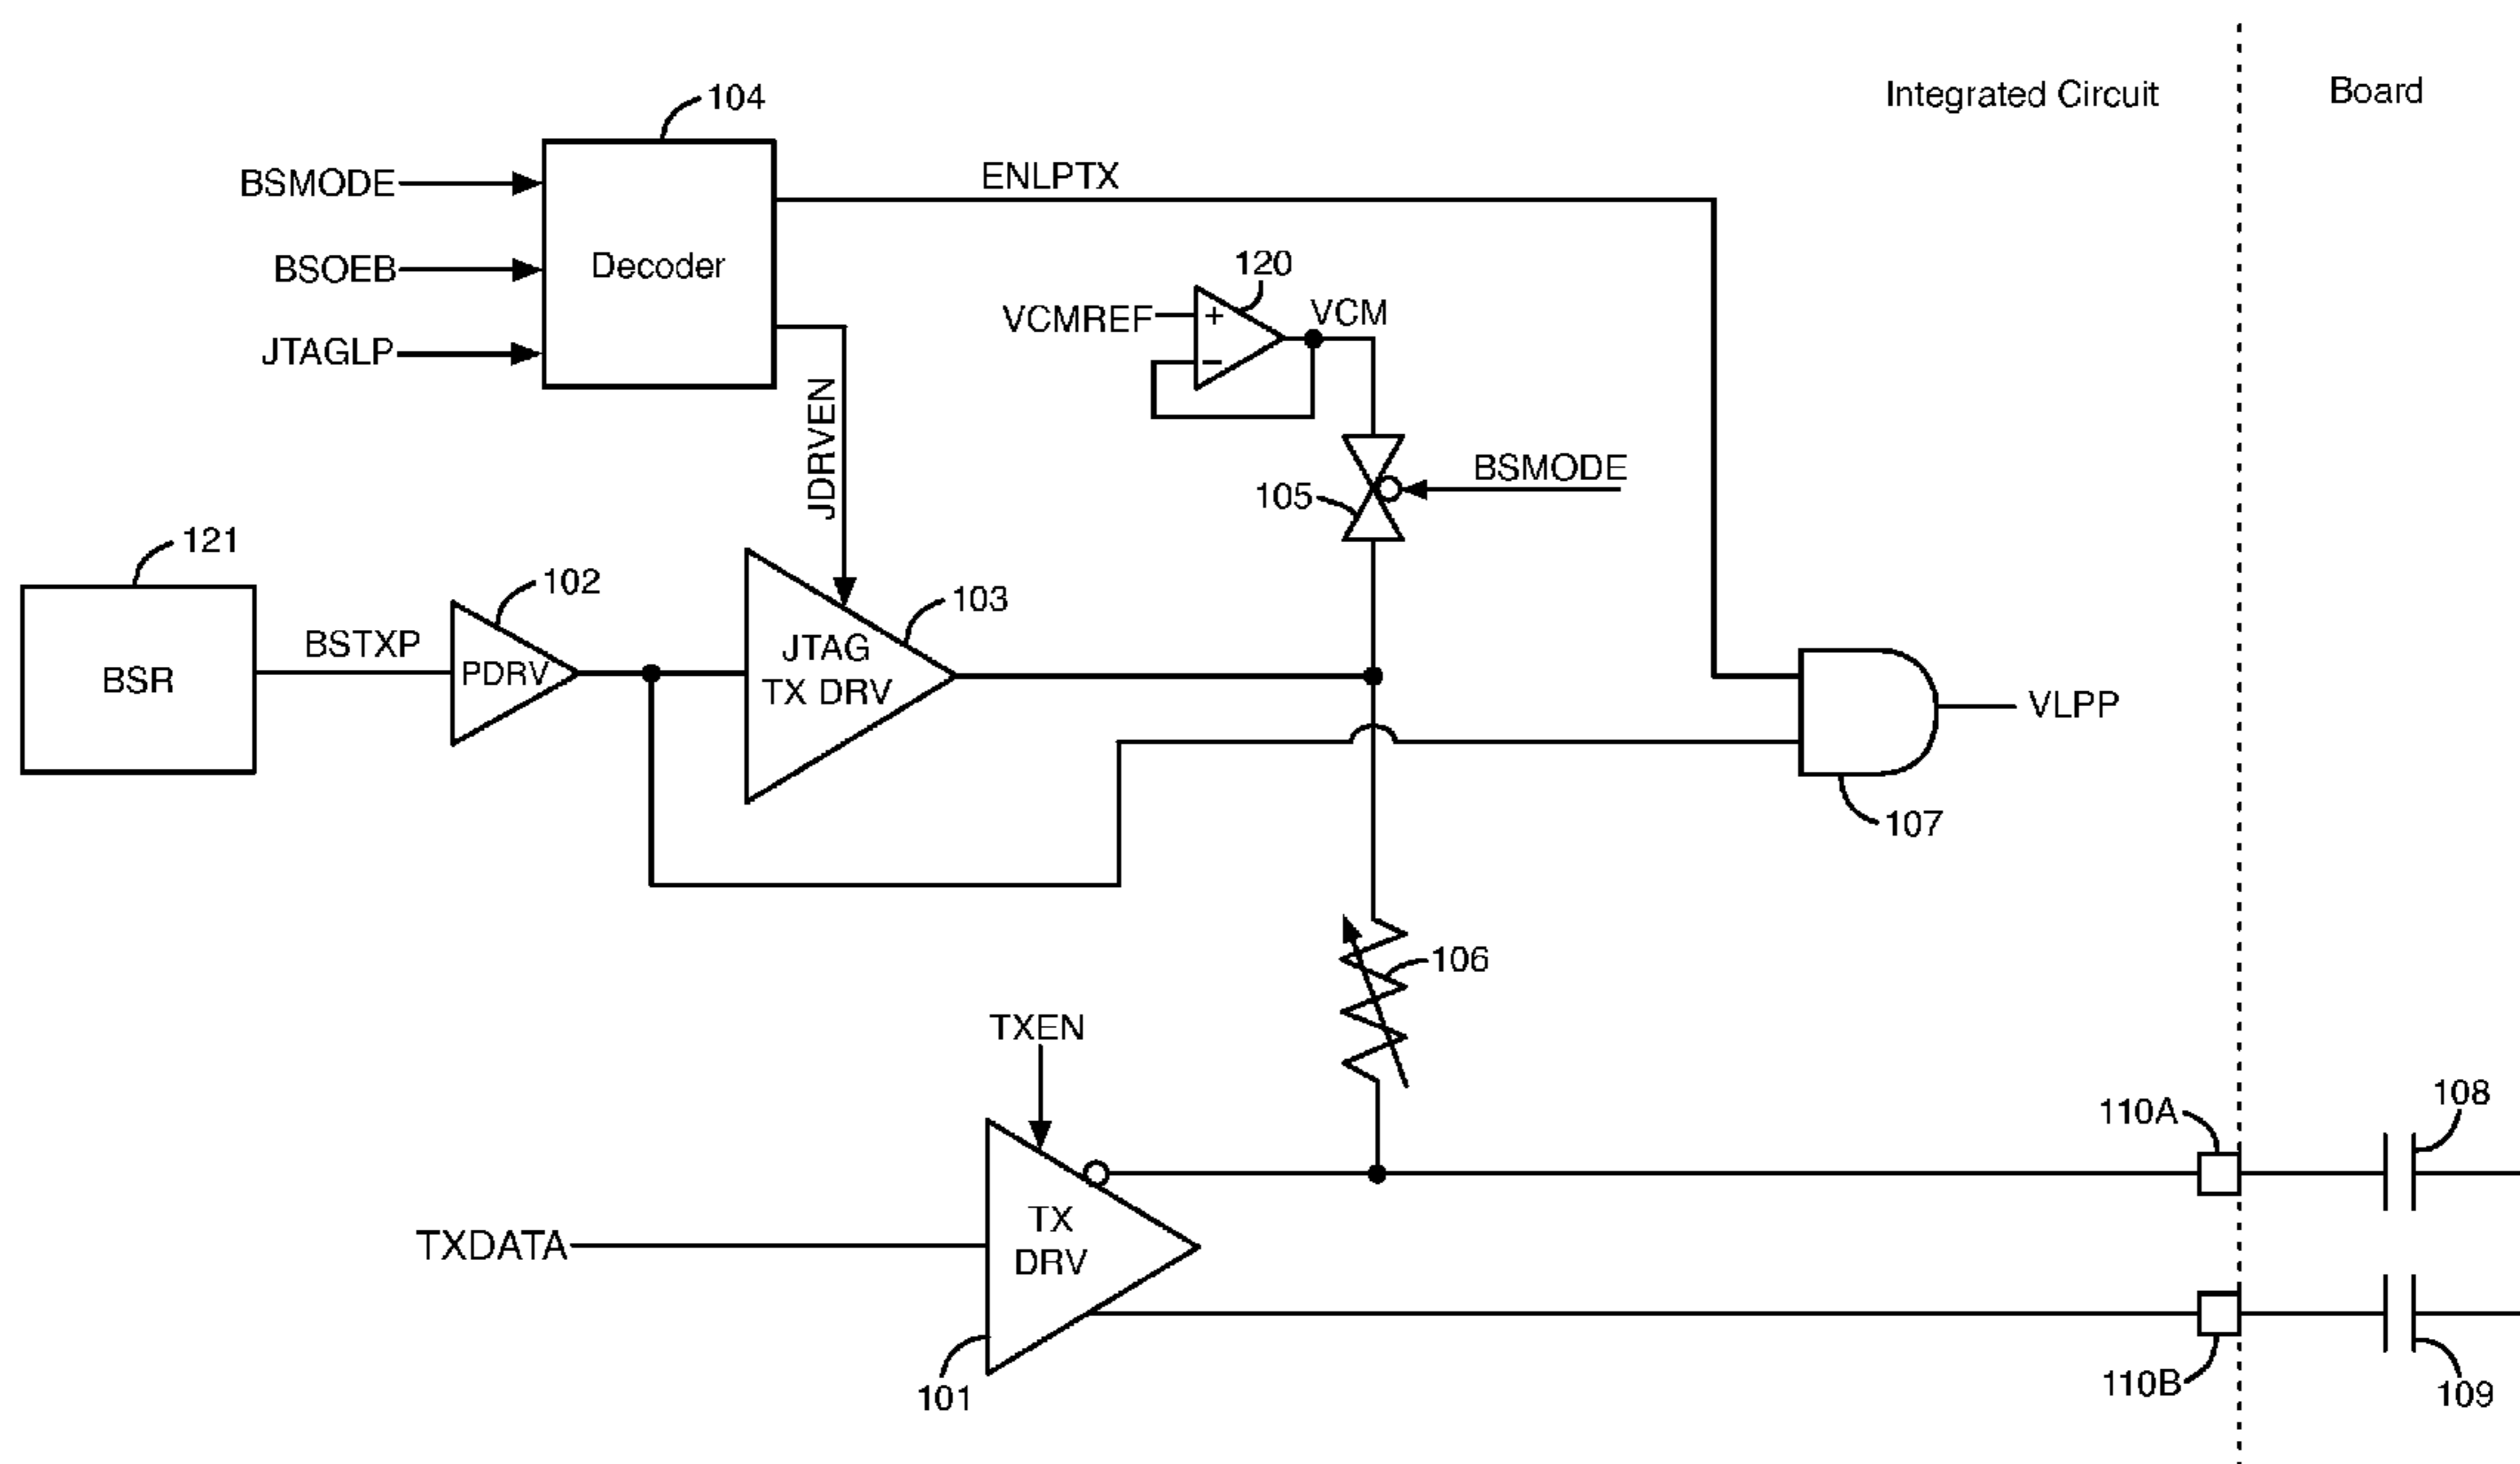 Integrated Circuit
Board
104
BSMODE
BSOEB
JTAGLP
Decoder
ENLPTX
JDRVEN
120
VCMREF
+
−
VCM
BSMODE
105
121
BSR
BSTXP
102
PDRV
103
JTAG
TX DRV
VLPP
107
106
TXEN
TXDATA
TX
DRV
101
110A
108
110B
109